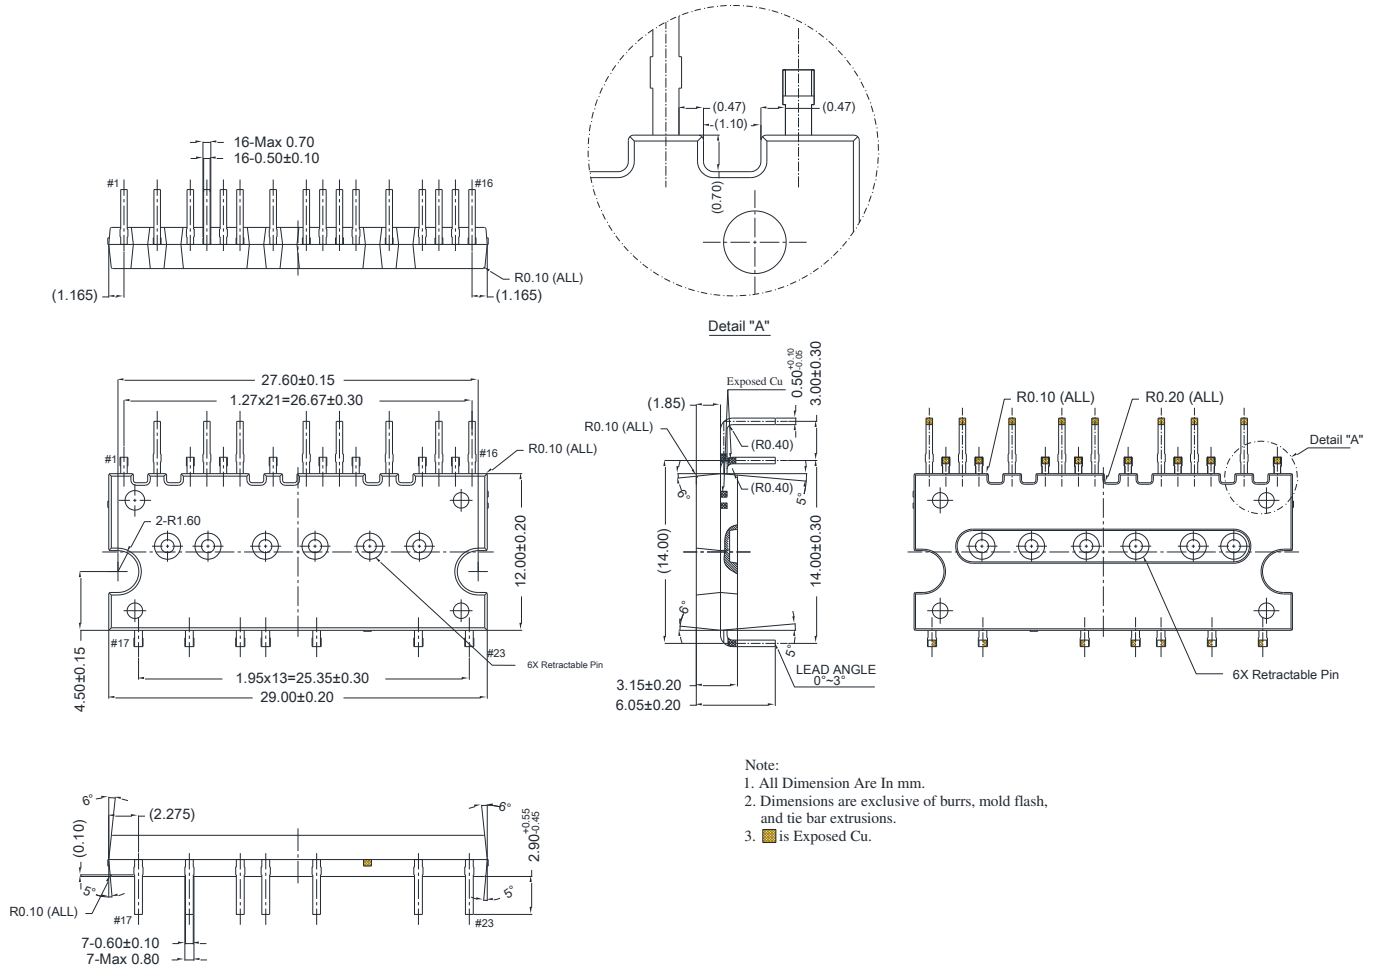 16-Max 0.70
16-0.50±0.10
#1
#16
R0.10 (ALL)
(1.165)
(1.165)
(0.47)
(0.47)
(1.10)
(0.70)
Detail "A"
27.60±0.15
1.27x21=26.67±0.30
#1
#16
R0.10 (ALL)
2-R1.60
12.00±0.20
4.50±0.15
#17
#23
6X Retractable Pin
1.95x13=25.35±0.30
29.00±0.20
Exposed Cu
0.50+0.10-0.05
3.00±0.30
(1.85)
R0.10 (ALL)
(R0.40)
(R0.40)
6°
5°
(14.00)
14.00±0.30
6°
5°
LEAD ANGLE
0°~3°
3.15±0.20
6.05±0.20
R0.10 (ALL)
R0.20 (ALL)
Detail "A"
6X Retractable Pin
6°
(2.275)
6°
(0.10)
2.90+0.55-0.45
5°
5°
R0.10 (ALL)
#17
#23
7-0.60±0.10
7-Max 0.80
Note:
1. All Dimension Are In mm.
2. Dimensions are exclusive of burrs, mold flash,
and tie bar extrusions.
3. is Exposed Cu.